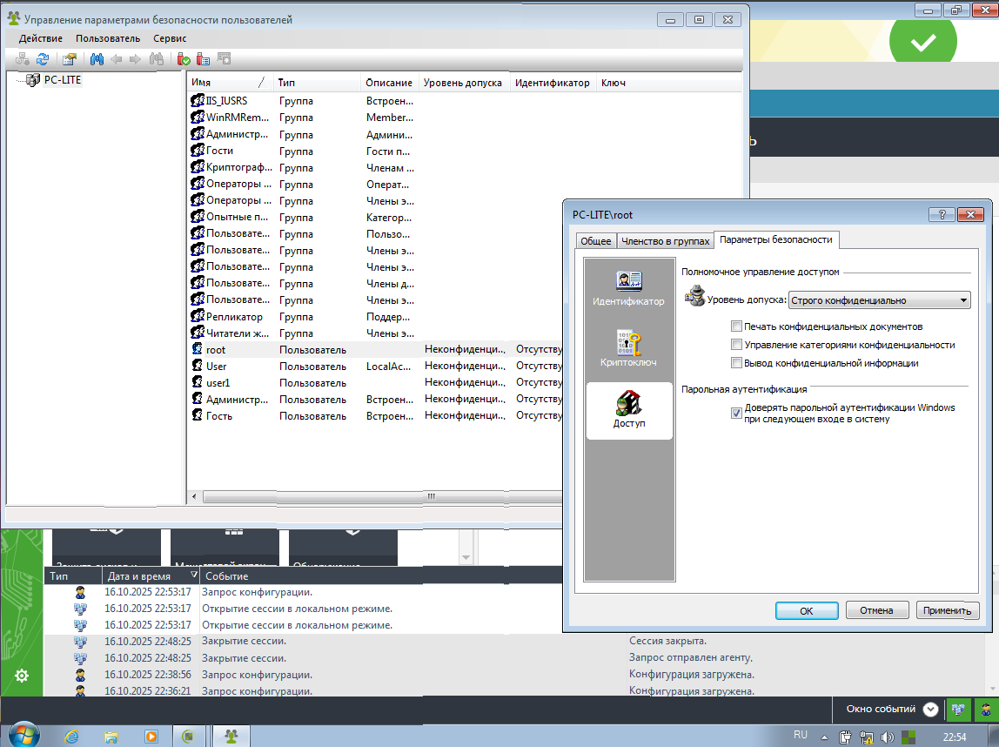 Управление параметрами безопасности пользователей
Действие Пользователь Сервис
PC-LITE
Имя Тип Описание Уровень допуска Идентификатор Ключ
IIS_IUSRS Группа Встроен...
WinRMRem... Группа Member...
Администр... Группа Админи...
Гости Группа Гости п...
Криптограф... Группа Членам ...
Операторы ... Группа Операт...
Операторы ... Группа Члены э...
Опытные п... Группа Категор...
Пользовате... Группа Пользо...
Пользовате... Группа Члены э...
Пользовате... Группа Члены э...
Пользовате... Группа Члены д...
Пользовате... Группа Члены э...
Репликатор Группа Поддер...
Читатели ж... Группа Члены э...
root Пользователь Неконфиденци... Отсутству
User Пользователь LocalAc... Неконфиденци... Отсутству
user1 Пользователь Неконфиденци... Отсутству
Администр... Пользователь Встроен... Неконфиденци... Отсутству
Гость Пользователь Встроен... Неконфиденци... Отсутству
ь
PC-LITE\root
Общее Членство в группах Параметры безопасности
Идентификатор
Криптоключ
Доступ
Полномочное управление доступом
Уровень допуска: Строго конфиденциально
Печать конфиденциальных документов
Управление категориями конфиденциальности
Вывод конфиденциальной информации
Парольная аутентификация
Доверять парольной аутентификации Windows
при следующем входе в систему
OK Отмена Применить
Тип Дата и время Событие
16.10.2025 22:53:17 Запрос конфигурации.
16.10.2025 22:53:17 Открытие сессии в локальном режиме.
16.10.2025 22:53:17 Открытие сессии в локальном режиме.
16.10.2025 22:48:25 Закрытие сессии. Сессия закрыта.
16.10.2025 22:48:25 Закрытие сессии. Запрос отправлен агенту.
16.10.2025 22:38:56 Запрос конфигурации. Конфигурация загружена.
16.10.2025 22:36:21 Запрос конфигурации. Конфигурация загружена.
Окно событий
RU 22:54